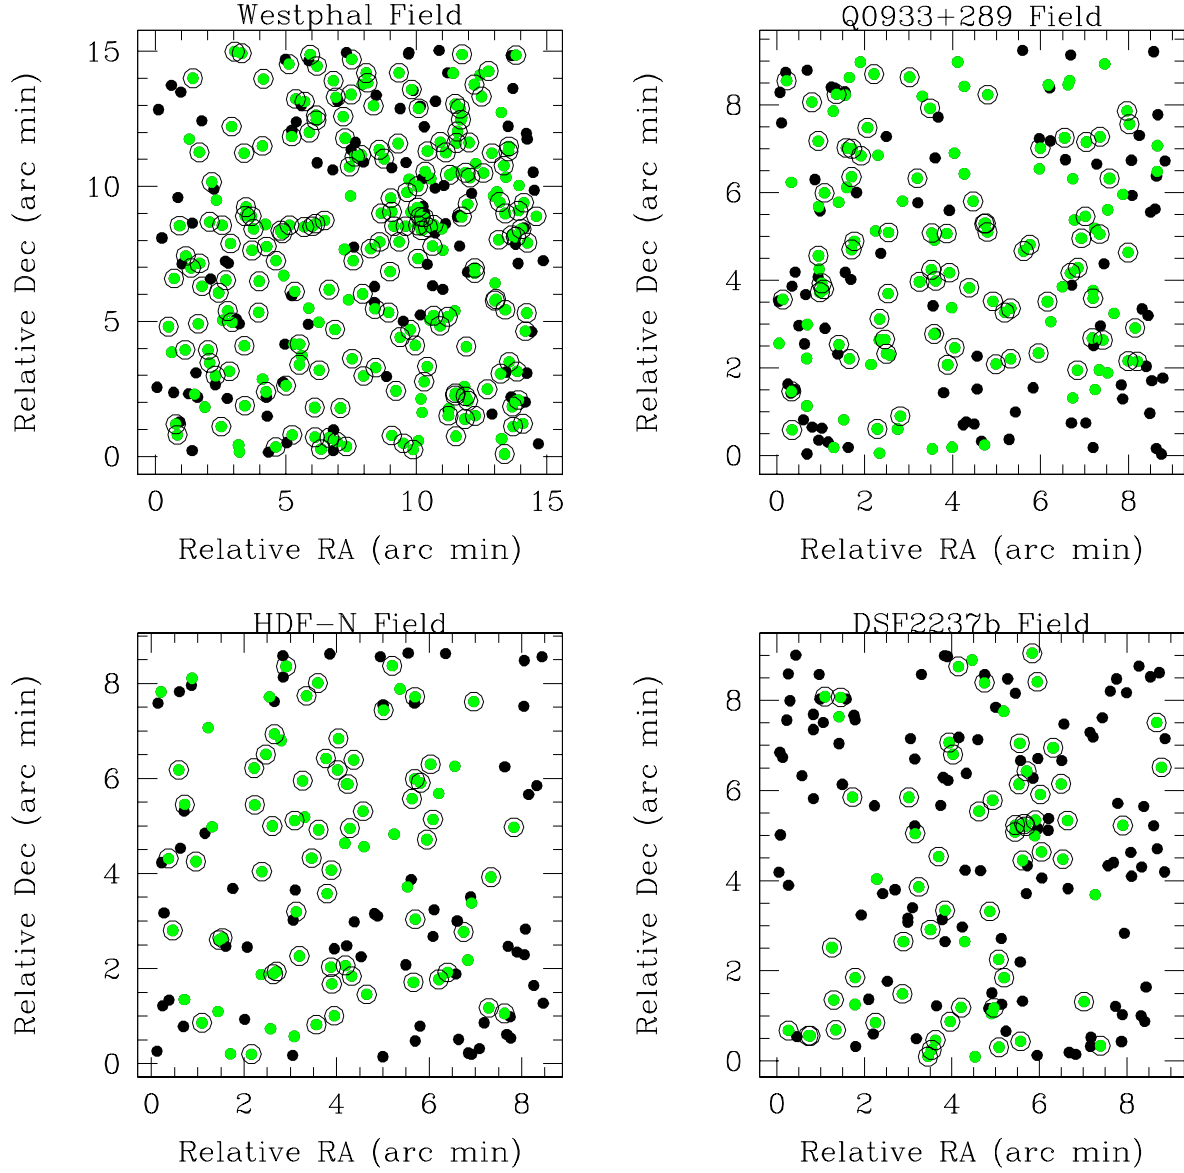 Westphal Field
Relative Dec (arc min)
15
10
5
0
0 5 10 15
Relative RA (arc min)
Q0933+289 Field
Relative Dec (arc min)
8
6
4
2
0
0 2 4 6 8
Relative RA (arc min)
HDF-N Field
Relative Dec (arc min)
8
6
4
2
0
0 2 4 6 8
Relative RA (arc min)
DSF2237b Field
Relative Dec (arc min)
8
6
4
2
0
0 2 4 6 8
Relative RA (arc min)